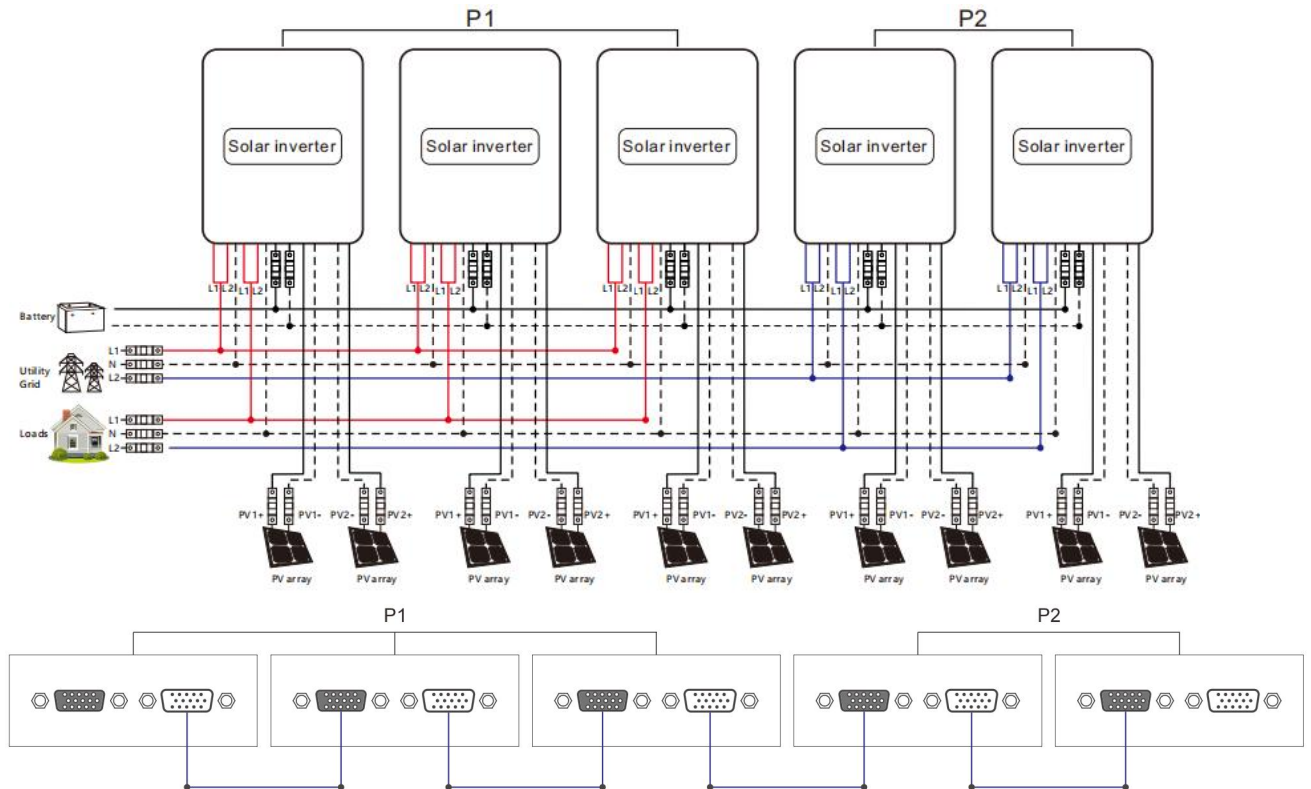 P1 P2
Solar inverter Solar inverter Solar inverter Solar inverter Solar inverter
L1 L2 L1 L2 L1 L2 L1 L2 L1 L2 L1 L2 L1 L2 L1 L2 L1 L2 L1 L2
Battery
L1
N
Utility
Grid
L2
L1
Loads N
L2
PV1+ PV1- PV2- PV2+ PV1+ PV1- PV2- PV2+ PV1+ PV1- PV2- PV2+ PV1+ PV1- PV2- PV2+ PV1+ PV1- PV2- PV2+
PV array PV array PV array PV array PV array PV array PV array PV array PV array PV array
P1 P2